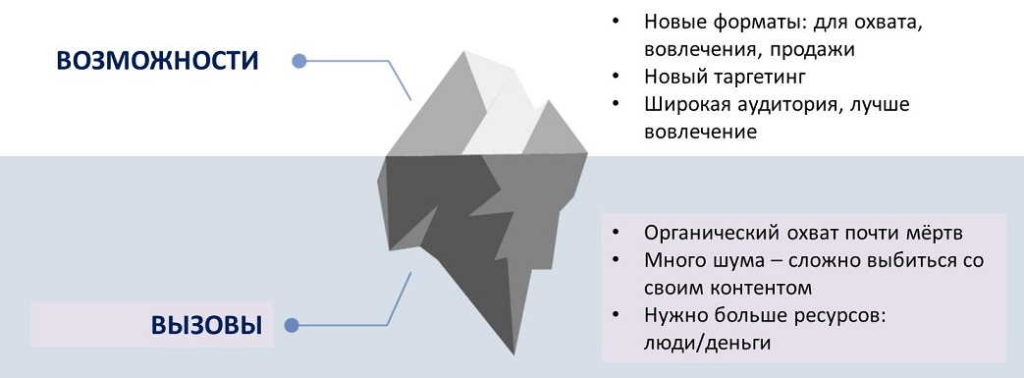 ВОЗМОЖНОСТИ
• Новые форматы: для охвата,
вовлечения, продажи
• Новый таргетинг
• Широкая аудитория, лучше
вовлечение
ВЫЗОВЫ
• Органический охват почти мёртв
• Много шума – сложно выбиться со
своим контентом
• Нужно больше ресурсов:
люди/деньги